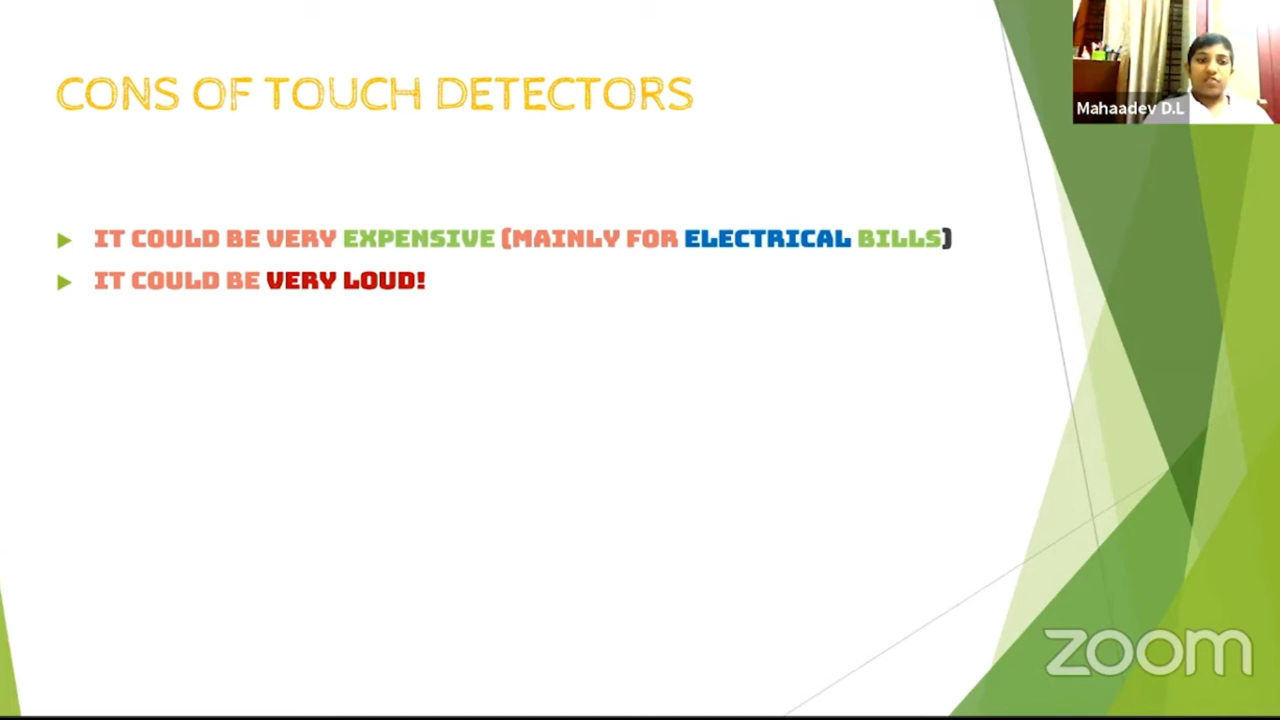 CONS OF TOUCH DETECTORS
Mahaadev D.L
IT COULD BE VERY EXPENSIVE (MAINLY FOR ELECTRICAL BILLS)
IT COULD BE VERY LOUD!
zoom